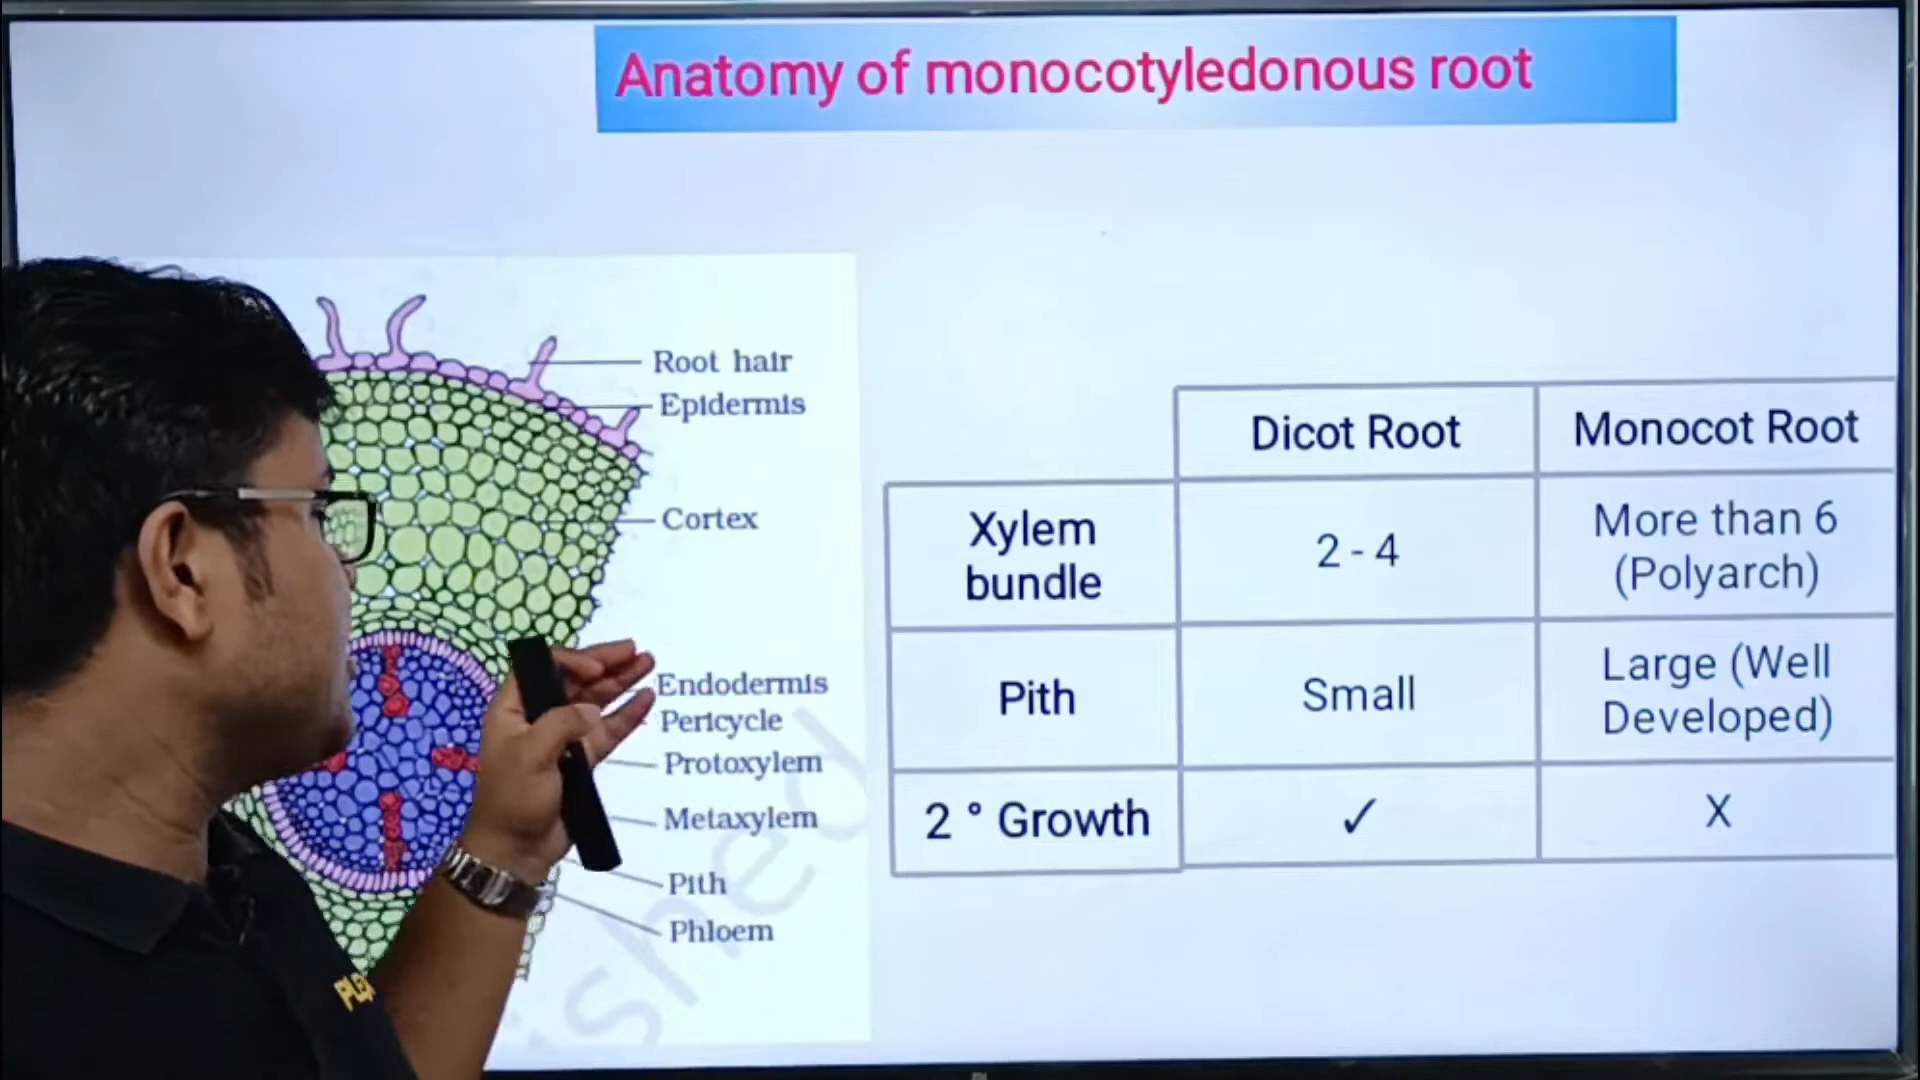 Anatomy of monocotyledonous root
Root hair
Epidermis
Cortex
Endodermis
Pericycle
Protoxylem
Metaxylem
Pith
Phloem
Dicot Root
Monocot Root
Xylem
bundle
2 - 4
More than 6
(Polyarch)
Pith
Small
Large (Well
Developed)
2 ° Growth
✓
X